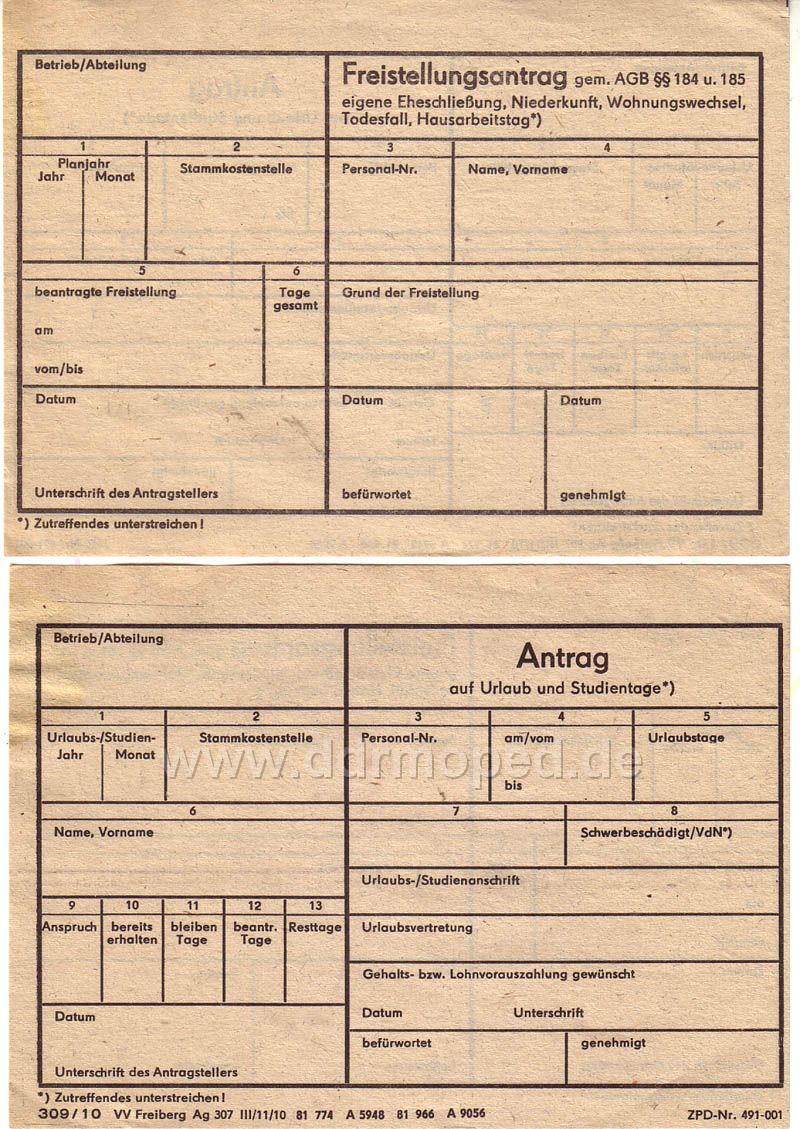 Betrieb/Abteilung
Freistellungsantrag gem. AGB §§ 184 u. 185
eigene Eheschließung, Niederkunft, Wohnungswechsel,
Todesfall, Hausarbeitstag*)
1 2 3 4
Planjahr
Jahr Monat
Stammkostenstelle
Personal-Nr.
Name, Vorname
5 6
beantragte Freistellung
Tage
gesamt
Grund der Freistellung
am
vom/bis
Datum
Datum
Datum
Unterschrift des Antragstellers
befürwortet
genehmigt
*) Zutreffendes unterstreichen!
Betrieb/Abteilung
Antrag
auf Urlaub und Studientage*)
1 2 3 4 5
Urlaubs-/Studien-
Jahr Monat
Stammkostenstelle
Personal-Nr.
am/vom
bis
Urlaubstage
www.ddrmoped.de
6 7 8
Name, Vorname
Schwerbeschädigt/VdN*)
Urlaubs-/Studienanschrift
9 10 11 12 13
Anspruch
bereits
erhalten
bleiben
Tage
beantr.
Tage
Resttage
Urlaubsvertretung
Gehalts- bzw. Lohnvorauszahlung gewünscht
Datum
Unterschrift
Datum
Unterschrift des Antragstellers
befürwortet
genehmigt
*) Zutreffendes unterstreichen!
309/10 VV Freiberg Ag 307 III/11/10 81 774 A 5948 81 966 A 9056
ZPD-Nr. 491-001